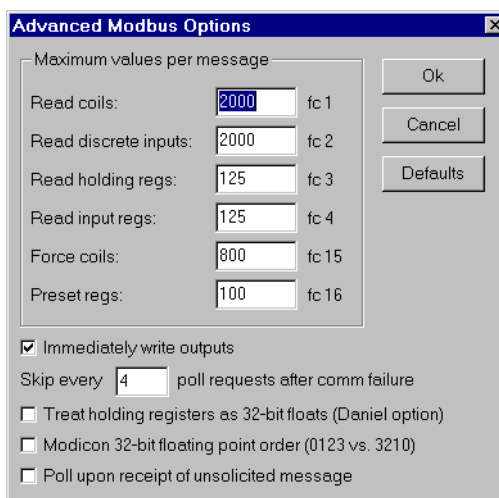 Advanced Modbus Options
Maximum values per message
Read coils: 2000 fc 1
Read discrete inputs: 2000 fc 2
Read holding regs: 125 fc 3
Read input regs: 125 fc 4
Force coils: 800 fc 15
Preset regs: 100 fc 16
Ok
Cancel
Defaults
Immediately write outputs
Skip every 4 poll requests after comm failure
Treat holding registers as 32-bit floats (Daniel option)
Modicon 32-bit floating point order (0123 vs. 3210)
Poll upon receipt of unsolicited message